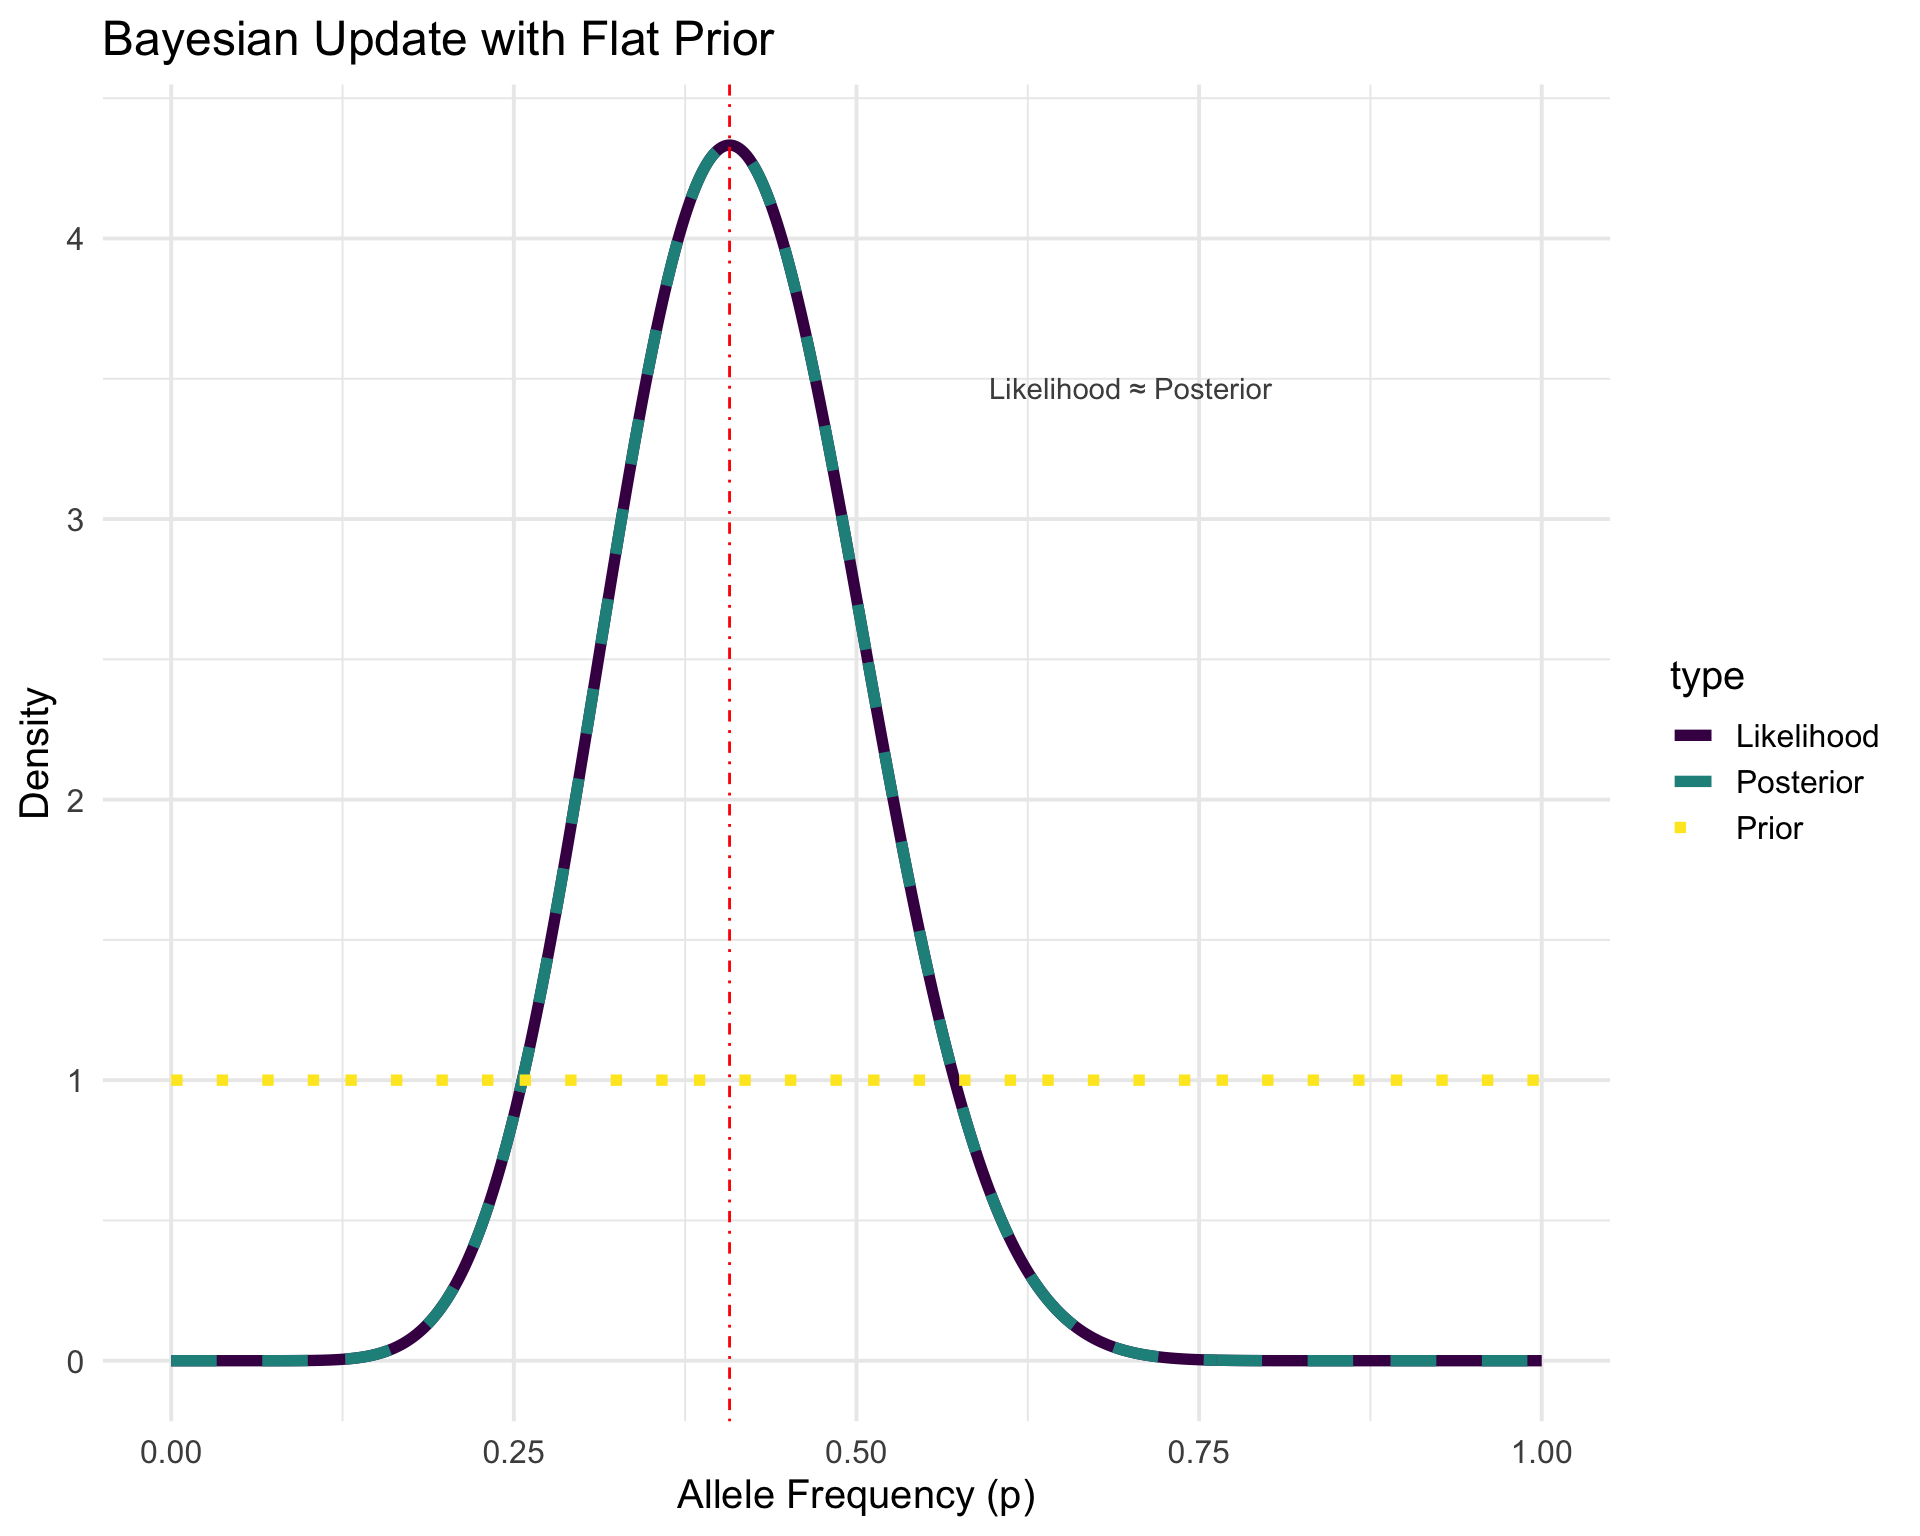 Bayesian Update with Flat Prior
Likelihood ≈ Posterior
Density
4
3
2
1
0
0.00 0.25 0.50 0.75 1.00
Allele Frequency (p)
type
Likelihood
Posterior
Prior